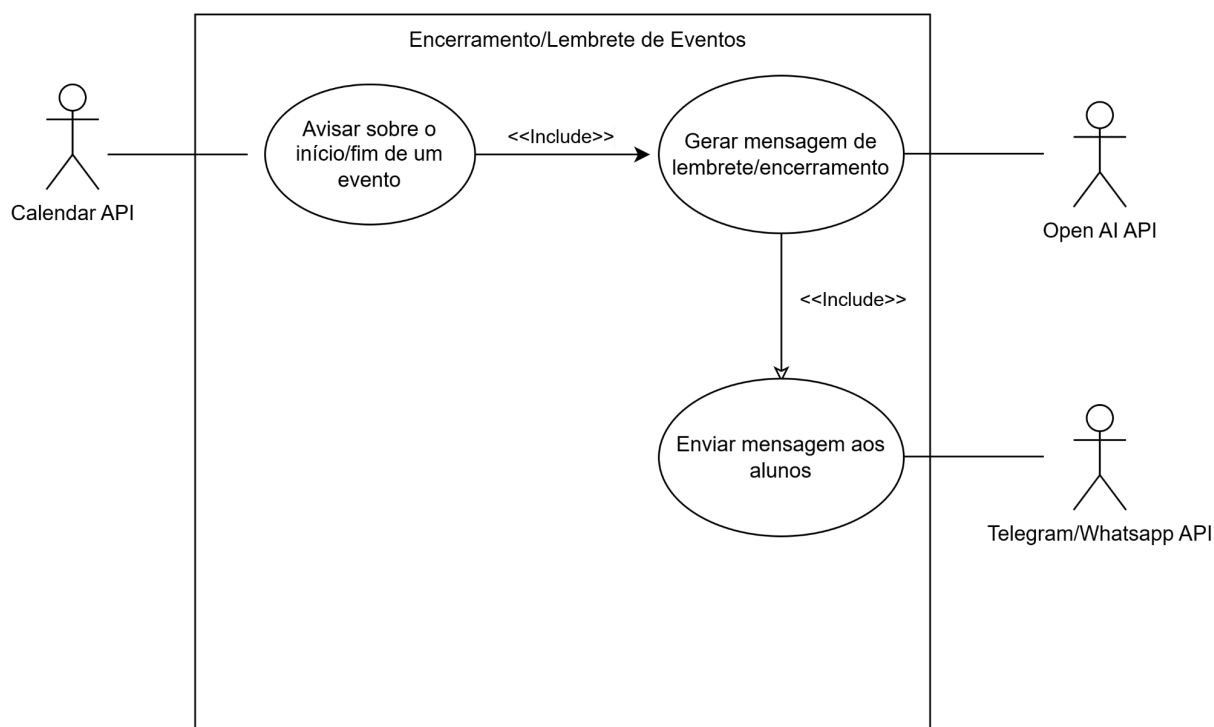 Encerramento/Lembrete de Eventos
Avisar sobre o
início/fim de um
evento
<<Include>>
Gerar mensagem de
lembrete/encerramento
Calendar API
Open AI API
<<Include>>
Enviar mensagem aos
alunos
Telegram/Whatsapp API